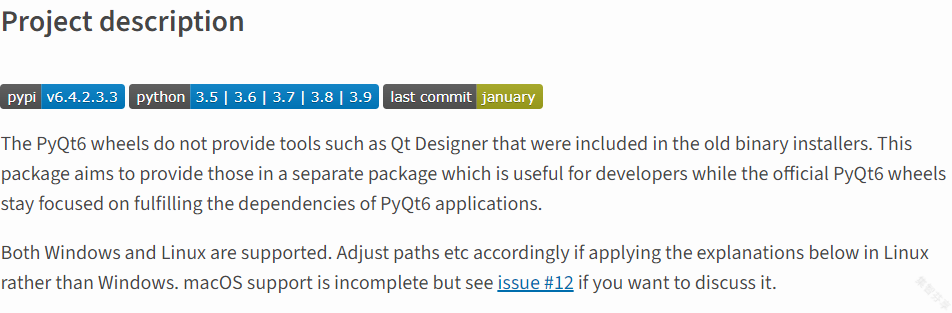 Project description
pypi v6.4.2.3.3 python 3.5 | 3.6 | 3.7 | 3.8 | 3.9 last commit january
The PyQt6 wheels do not provide tools such as Qt Designer that were included in the old binary installers. This
package aims to provide those in a separate package which is useful for developers while the official PyQt6 wheels
stay focused on fulfilling the dependencies of PyQt6 applications.
Both Windows and Linux are supported. Adjust paths etc accordingly if applying the explanations below in Linux
rather than Windows. macOS support is incomplete but see issue #12 if you want to discuss it.